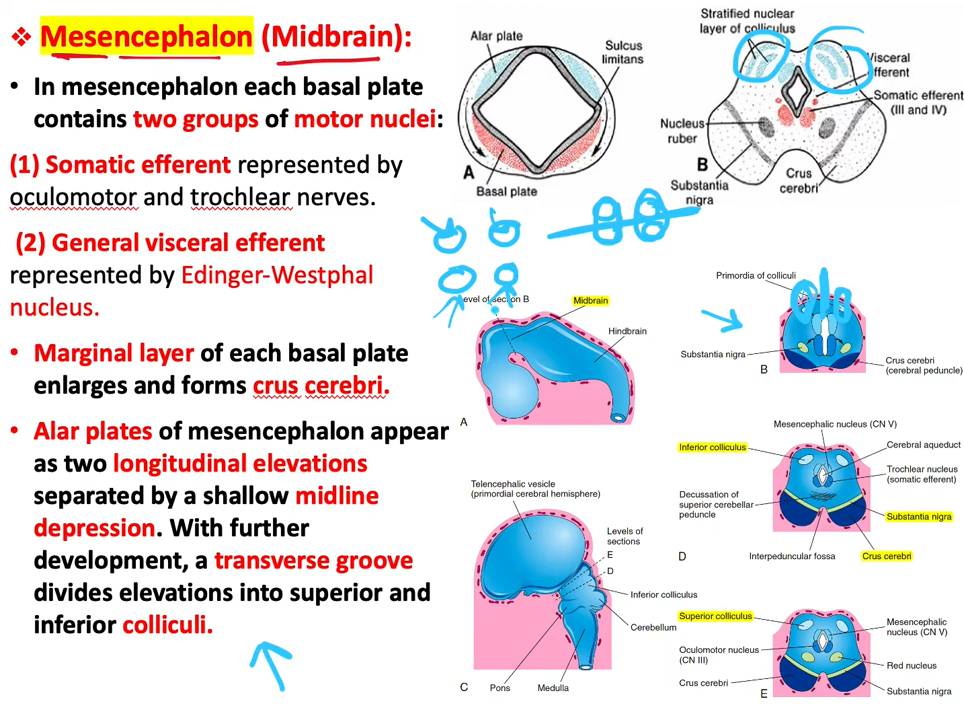 ❖ Mesencephalon (Midbrain):
• In mesencephalon each basal plate
contains two groups of motor nuclei:
(1) Somatic efferent represented by
oculomotor and trochlear nerves.
(2) General visceral efferent
represented by Edinger-Westphal
nucleus.
• Marginal layer of each basal plate
enlarges and forms crus cerebri.
• Alar plates of mesencephalon appear
as two longitudinal elevations
separated by a shallow midline
depression. With further
development, a transverse groove
divides elevations into superior and
inferior colliculi.
Alar plate
Sulcus
limitans
A
Basal plate
Stratified nuclear
layer of colliculus
Visceral
efferent
Somatic efferent
(III and IV)
Nucleus
ruber
B
Substantia
nigra
Crus
cerebri
Level of section B
Midbrain
Hindbrain
A
Primordia of colliculi
Substantia nigra
Crus cerebri
(cerebral peduncle)
B
Telencephalic vesicle
(primordial cerebral hemisphere)
Levels of
sections
E
D
Inferior colliculus
Cerebellum
C
Pons
Medulla
Mesencephalic nucleus (CN V)
Inferior colliculus
Cerebral aqueduct
Trochlear nucleus
(somatic efferent)
Decussation of
superior cerebellar
peduncle
Substantia nigra
D
Interpeduncular fossa
Crus cerebri
Superior colliculus
Mesencephalic
nucleus (CN V)
Oculomotor nucleus
(CN III)
Red nucleus
Crus cerebri
Substantia nigra
E